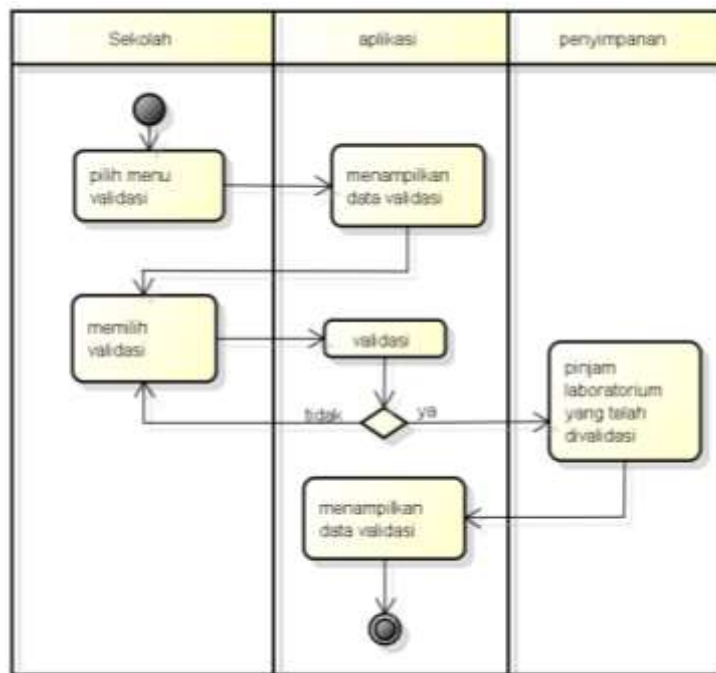 Sekolah
aplikasi
penyimpanan
pilih menu
validasi
menampilkan
data validasi
memilih
validasi
validasi
tidak
ya
pinjam
laboratorium
yang telah
divalidasi
menampilkan
data validasi